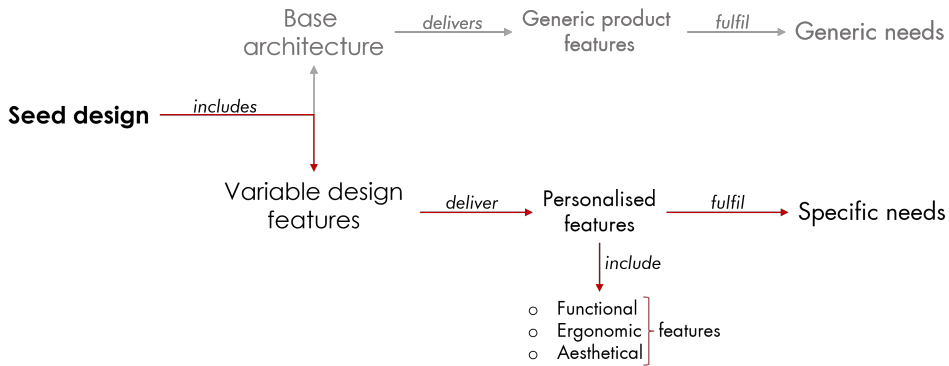 Base
architecture
delivers
Generic product
features
fulfil
Generic needs
Seed design
includes
Variable design
features
deliver
Personalised
features
fulfil
Specific needs
include
o Functional
o Ergonomic
o Aesthetical
features